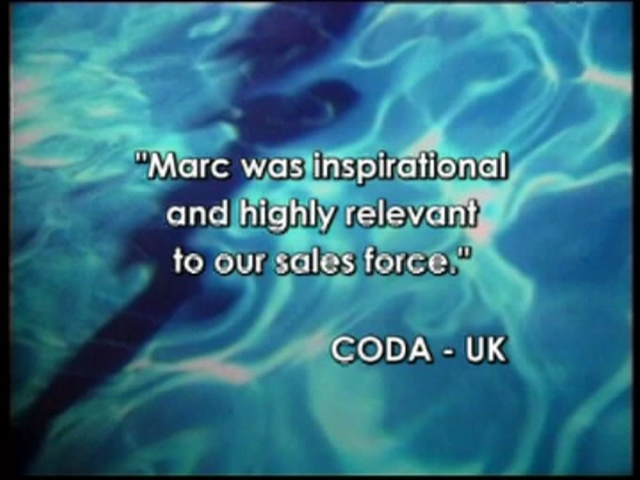 "Marc was inspirational
and highly relevant
to our sales force."
CODA - UK